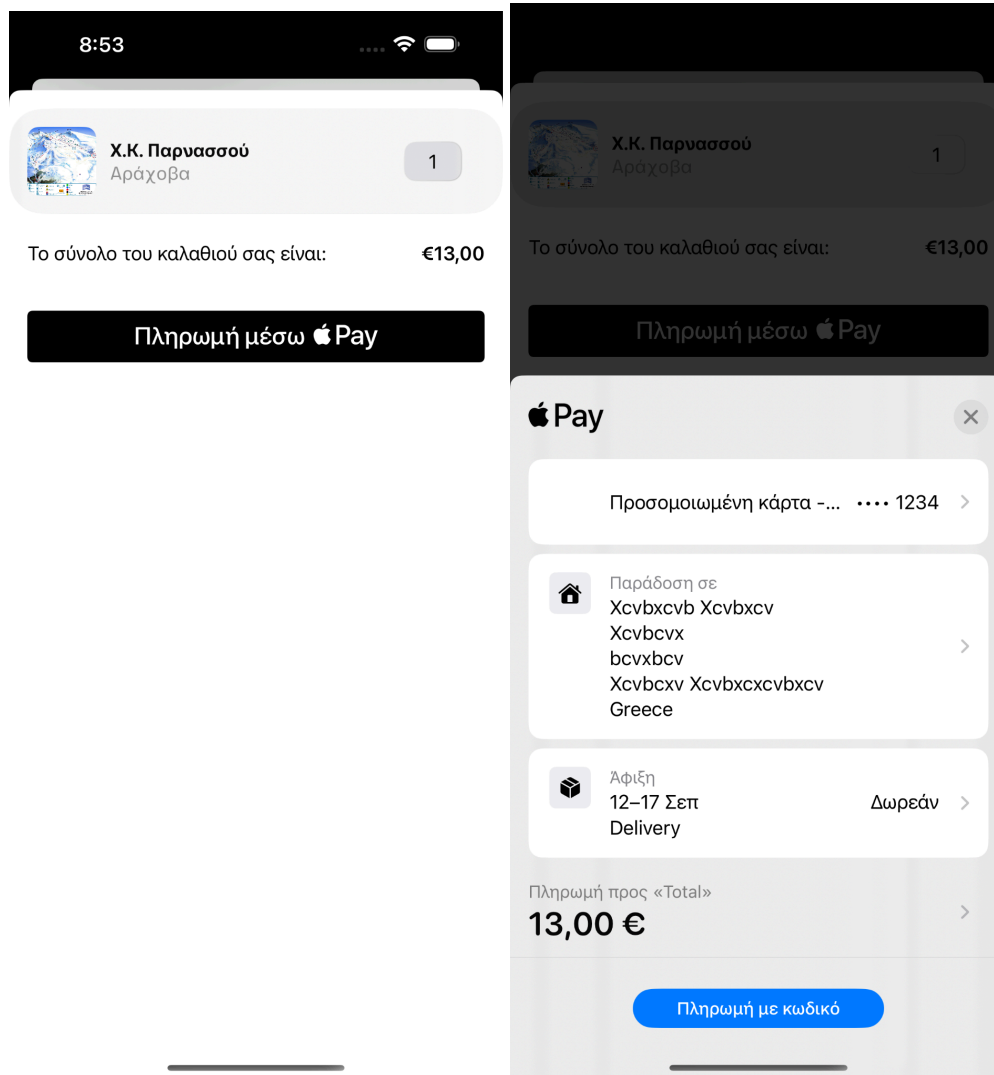 8:53
Χ.Κ. Παρνασσού
Αράχοβα
1
Το σύνολο του καλαθιού σας είναι: €13,00
Πληρωμή μέσω Pay
Χ.Κ. Παρνασσού
Αράχοβα
1
Το σύνολο του καλαθιού σας είναι: €13,00
Πληρωμή μέσω Pay
Pay
Προσομοιωμένη κάρτα -... •••• 1234
Παράδοση σε
Xcvbxcvb Xcvbxcv
Xcvbcvx
bcvxbcv
Xcvbcxv Xcvbxcxcvbxcv
Greece
Άφιξη
12–17 Σεπ Δωρεάν
Delivery
Πληρωμή προς «Total»
13,00 €
Πληρωμή με κωδικό